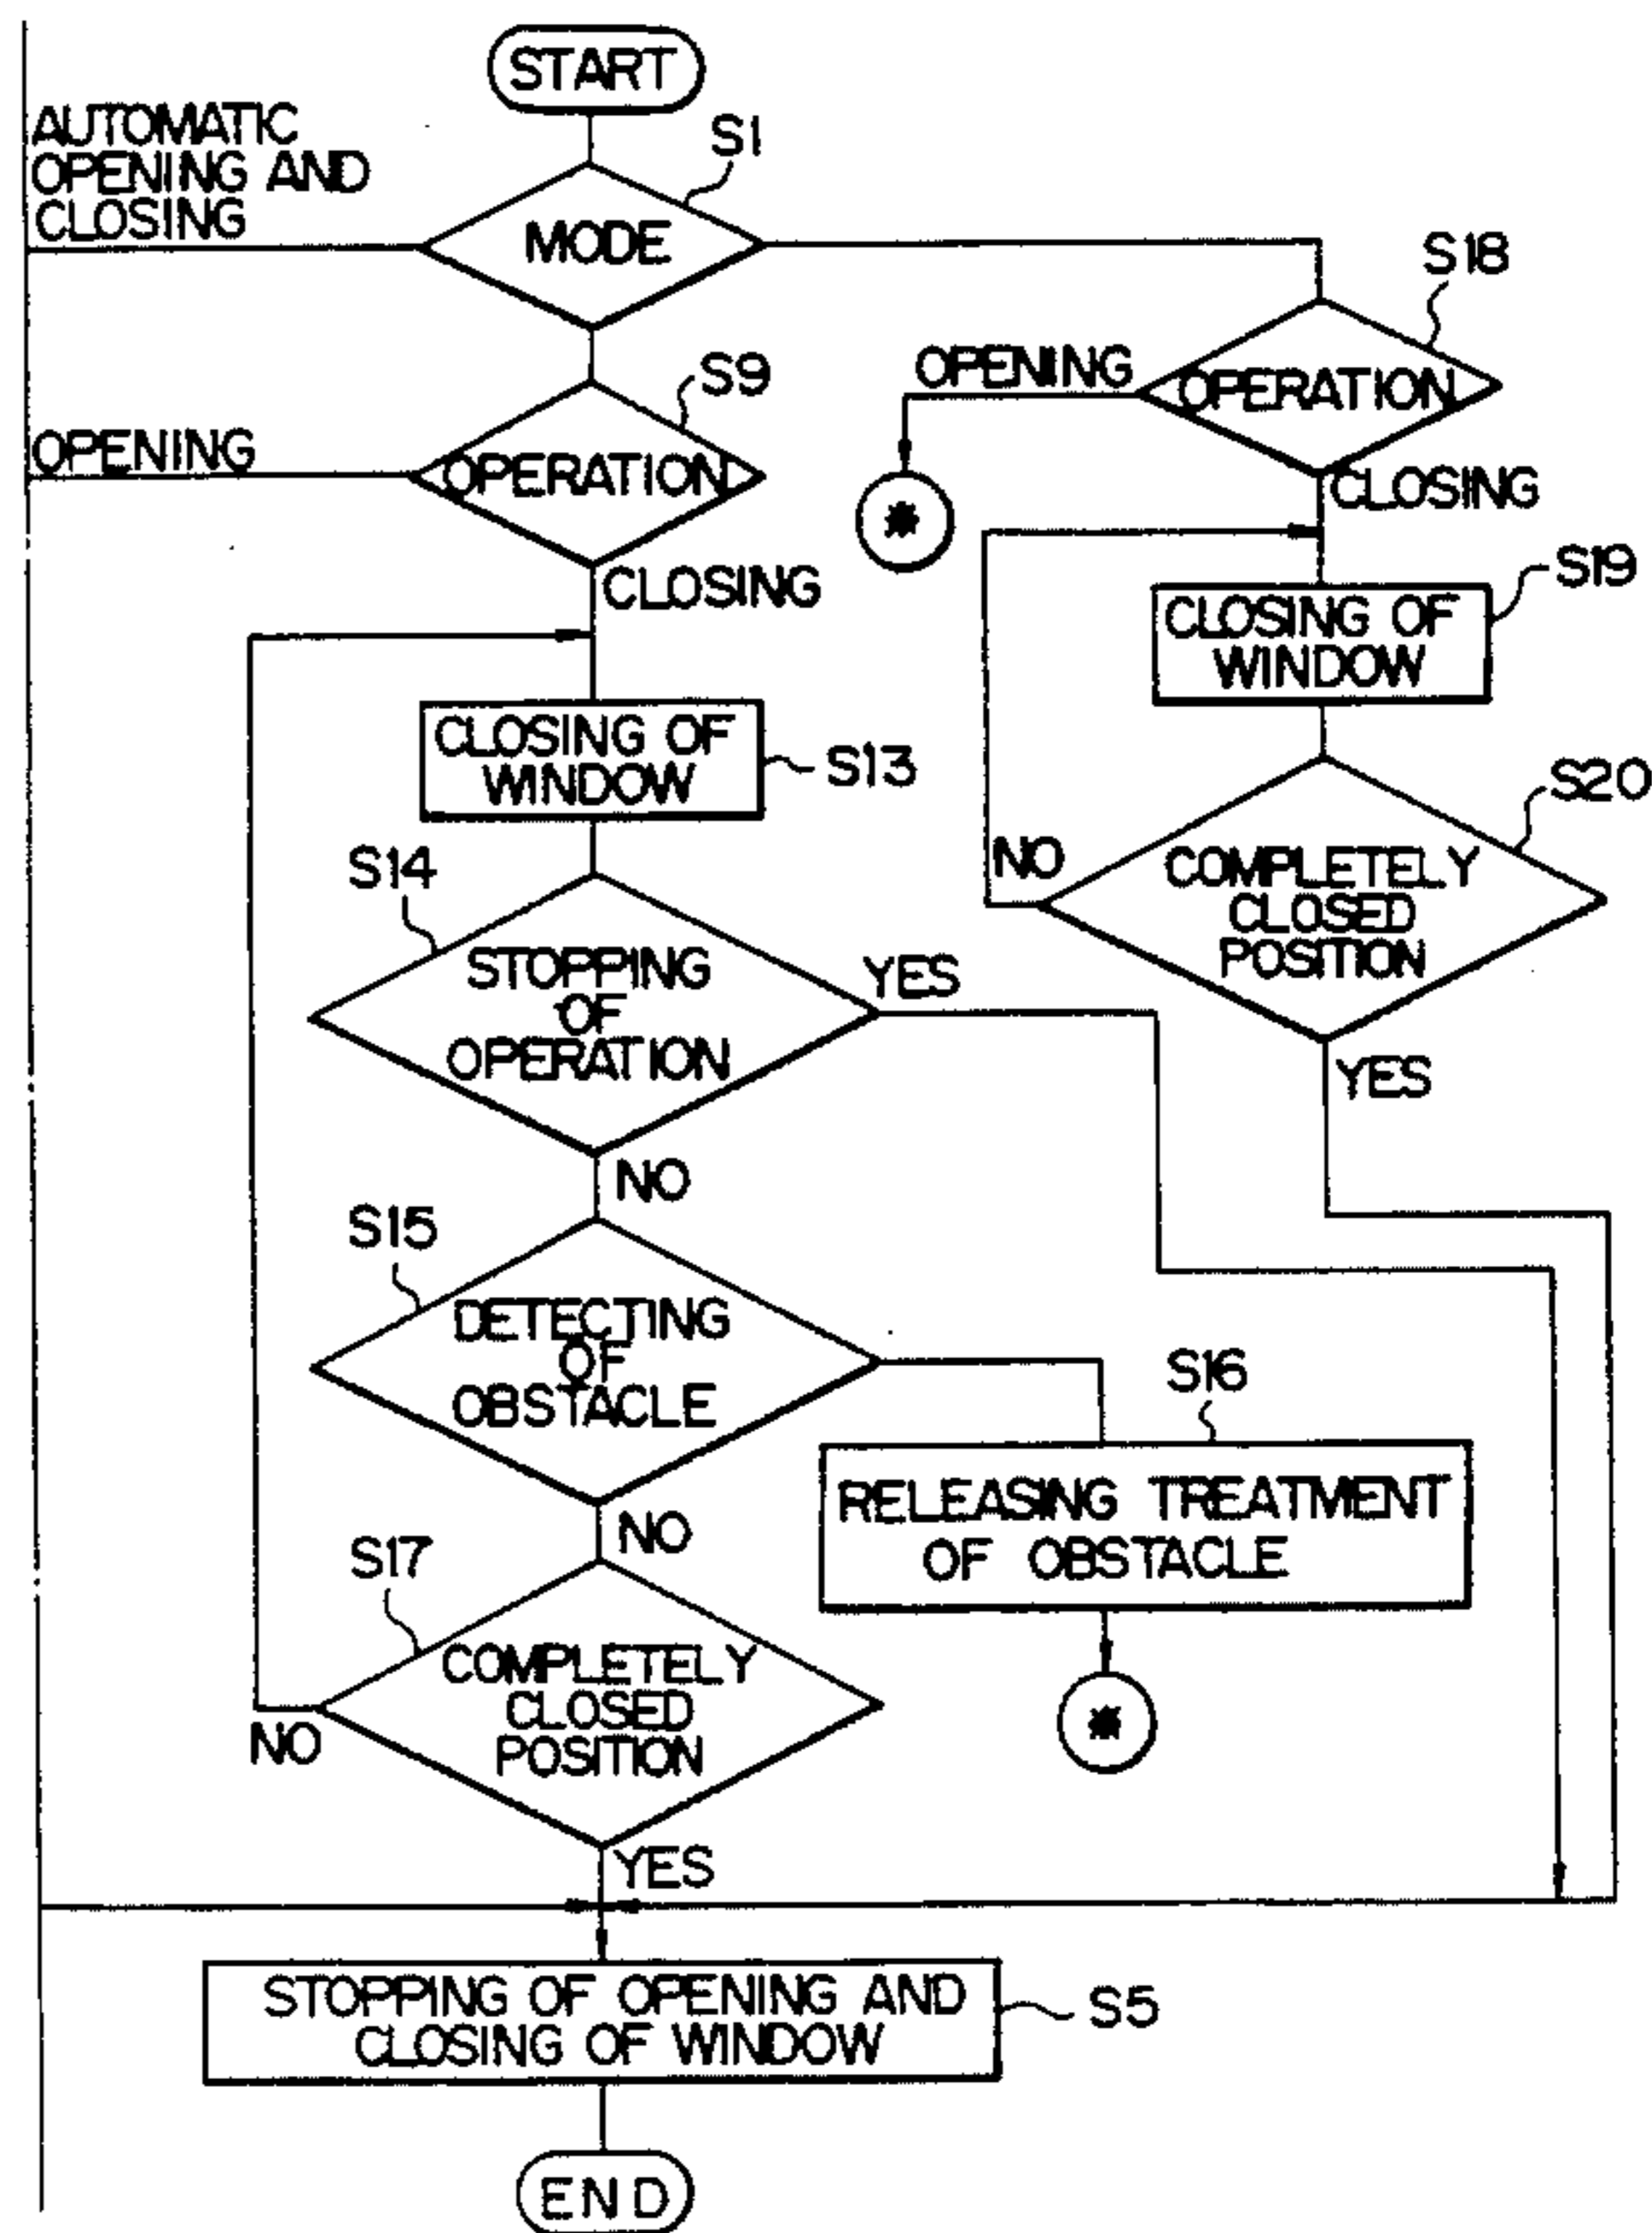 START
AUTOMATIC
OPENING AND
CLOSING
S1
MODE
S18
OPENING
OPERATION
S9
OPENING
OPERATION
CLOSING
*
CLOSING
S19
CLOSING OF
WINDOW
CLOSING OF
WINDOW
S13
S20
NO
COMPLETELY
CLOSED
POSITION
YES
S14
STOPPING
OF
OPERATION
YES
NO
S15
DETECTING
OF
OBSTACLE
S16
RELEASING TREATMENT
OF OBSTACLE
*
NO
S17
COMPLETELY
CLOSED
POSITION
NO
YES
STOPPING OF OPENING AND
CLOSING OF WINDOW
S5
END